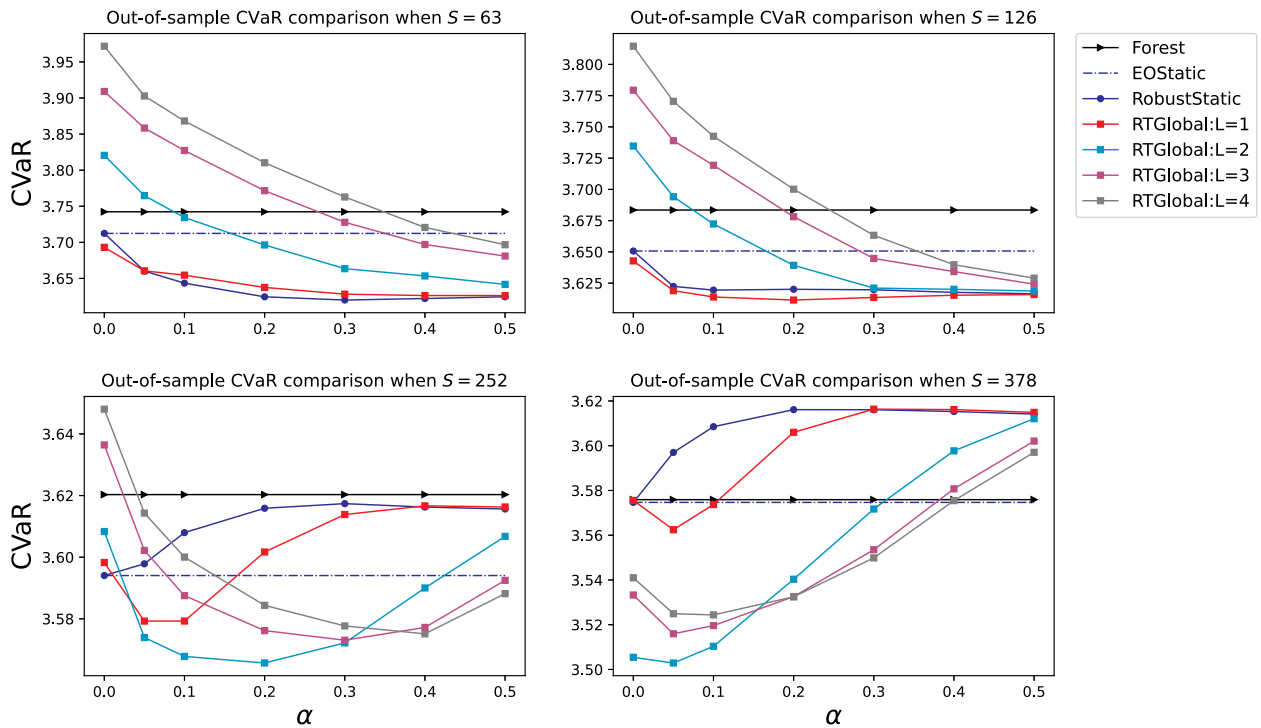 Out-of-sample CVaR comparison when S = 63
CVaR
3.95
3.90
3.85
3.80
3.75
3.70
3.65
0.0 0.1 0.2 0.3 0.4 0.5
Out-of-sample CVaR comparison when S = 126
3.800
3.775
3.750
3.725
3.700
3.675
3.650
3.625
0.0 0.1 0.2 0.3 0.4 0.5
Forest
EOStatic
RobustStatic
RTGlobal:L=1
RTGlobal:L=2
RTGlobal:L=3
RTGlobal:L=4
Out-of-sample CVaR comparison when S = 252
CVaR
3.64
3.62
3.60
3.58
0.0 0.1 0.2 0.3 0.4 0.5
α
Out-of-sample CVaR comparison when S = 378
3.62
3.60
3.58
3.56
3.54
3.52
3.50
0.0 0.1 0.2 0.3 0.4 0.5
α